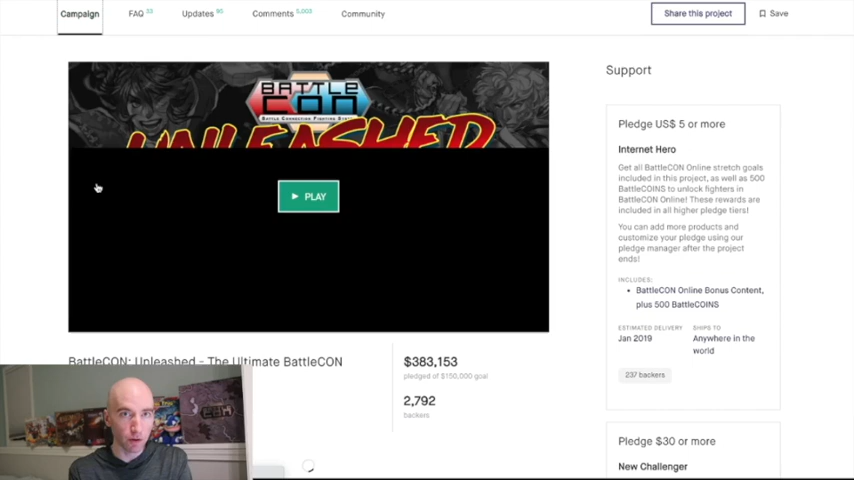 Campaign
FAQ 33
Updates 90
Comments 5,003
Community
Share this project
Save
BATTLE
CON
UNLEASHED
PLAY
BattleCON: Unleashed - The Ultimate BattleCON
$383,153
pledged of $150,000 goal
2,792
backers
Support
Pledge US$ 5 or more
Internet Hero
Get all BattleCON Online stretch goals
included in this project, as well as 500
BattleCOINS to unlock fighters in
BattleCON Online! These rewards are
included in all higher pledge tiers!
You can add more products and
customize your pledge using our
pledge manager after the project
ends!
INCLUDES:
BattleCON Online Bonus Content,
plus 500 BattleCOINS
ESTIMATED DELIVERY
Jan 2019
SHIPS TO
Anywhere in the
world
237 backers
Pledge $30 or more
New Challenger